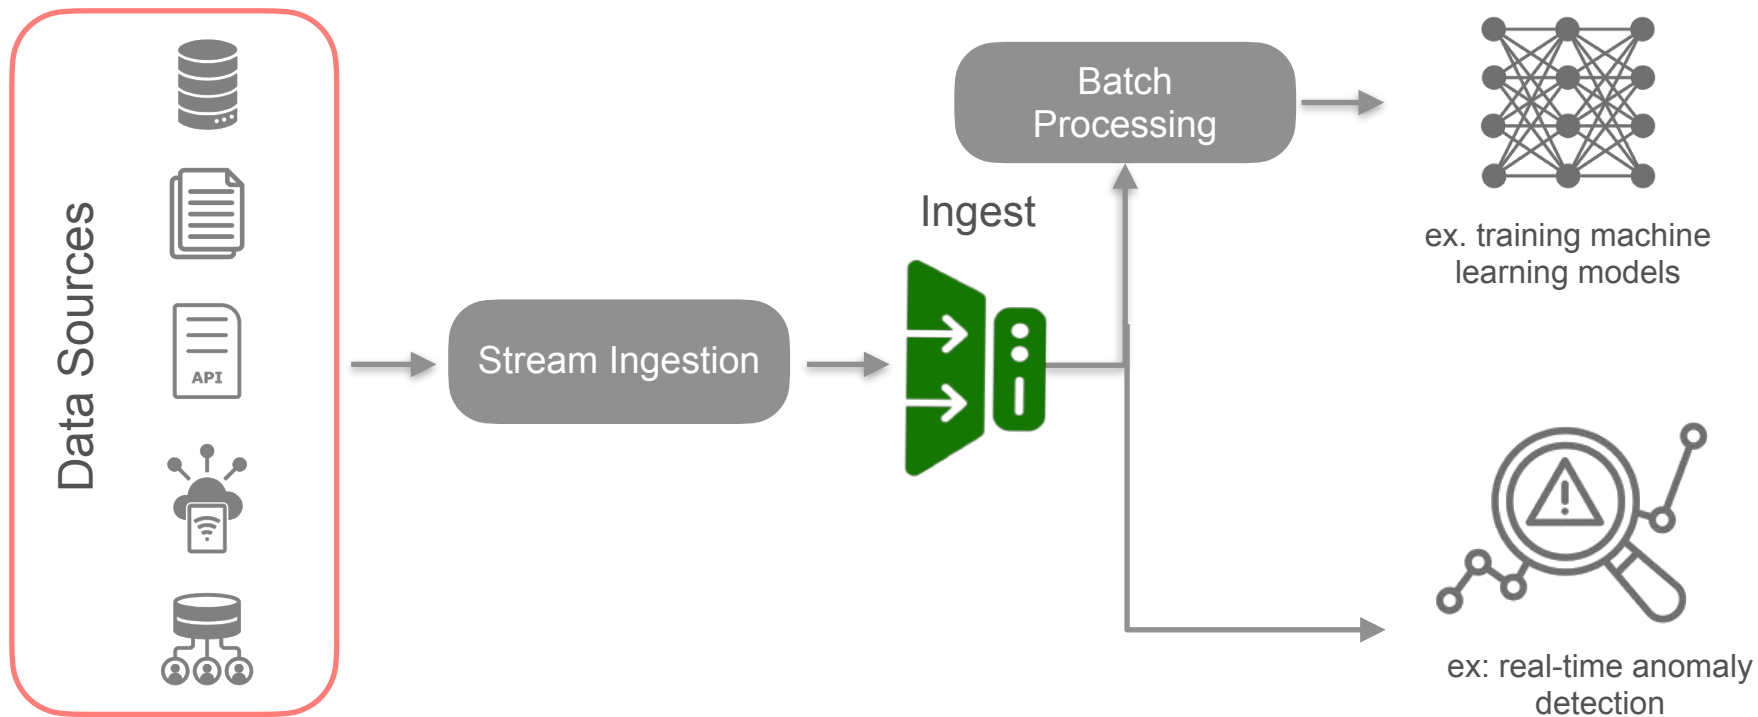 Data Sources
API
Stream Ingestion
Ingest
Batch
Processing
ex. training machine
learning models
ex: real-time anomaly
detection